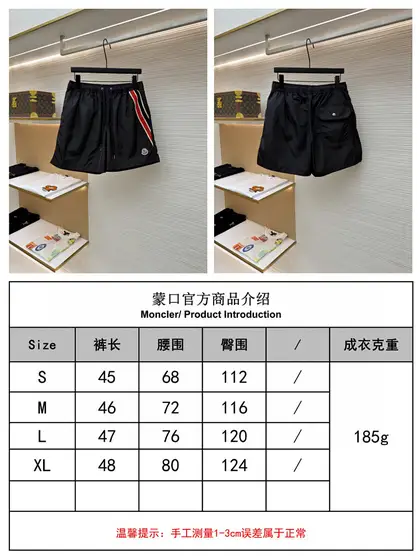 蒙口官方商品介绍
Moncler/ Product Introduction
Size 裤长 腰围 臀围 / 成衣克重
S 45 68 112 /
M 46 72 116 /
L 47 76 120 /
XL 48 80 124 /
185g
/
温馨提示：手工测量1-3cm误差属于正常